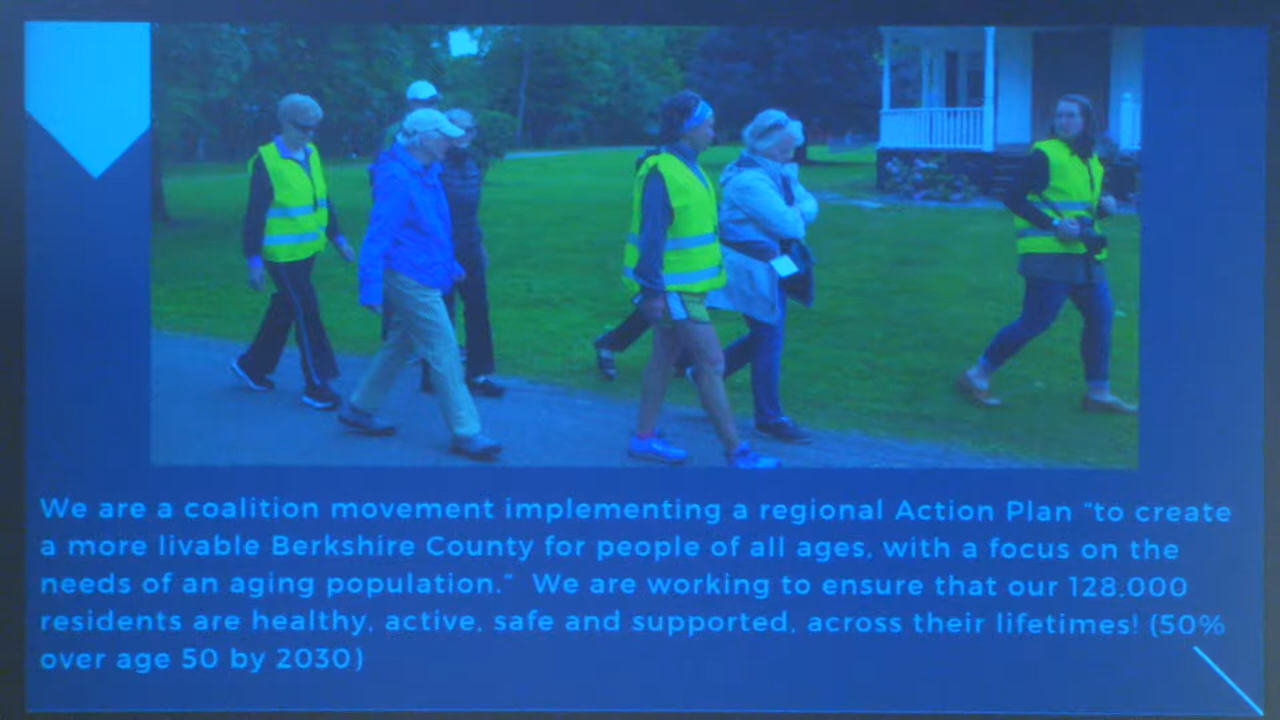 We are a coalition movement implementing a regional Action Plan "to create
a more livable Berkshire County for people of all ages, with a focus on the
needs of an aging population." We are working to ensure that our 128,000
residents are healthy, active, safe and supported, across their lifetimes! (50%
over age 50 by 2030)